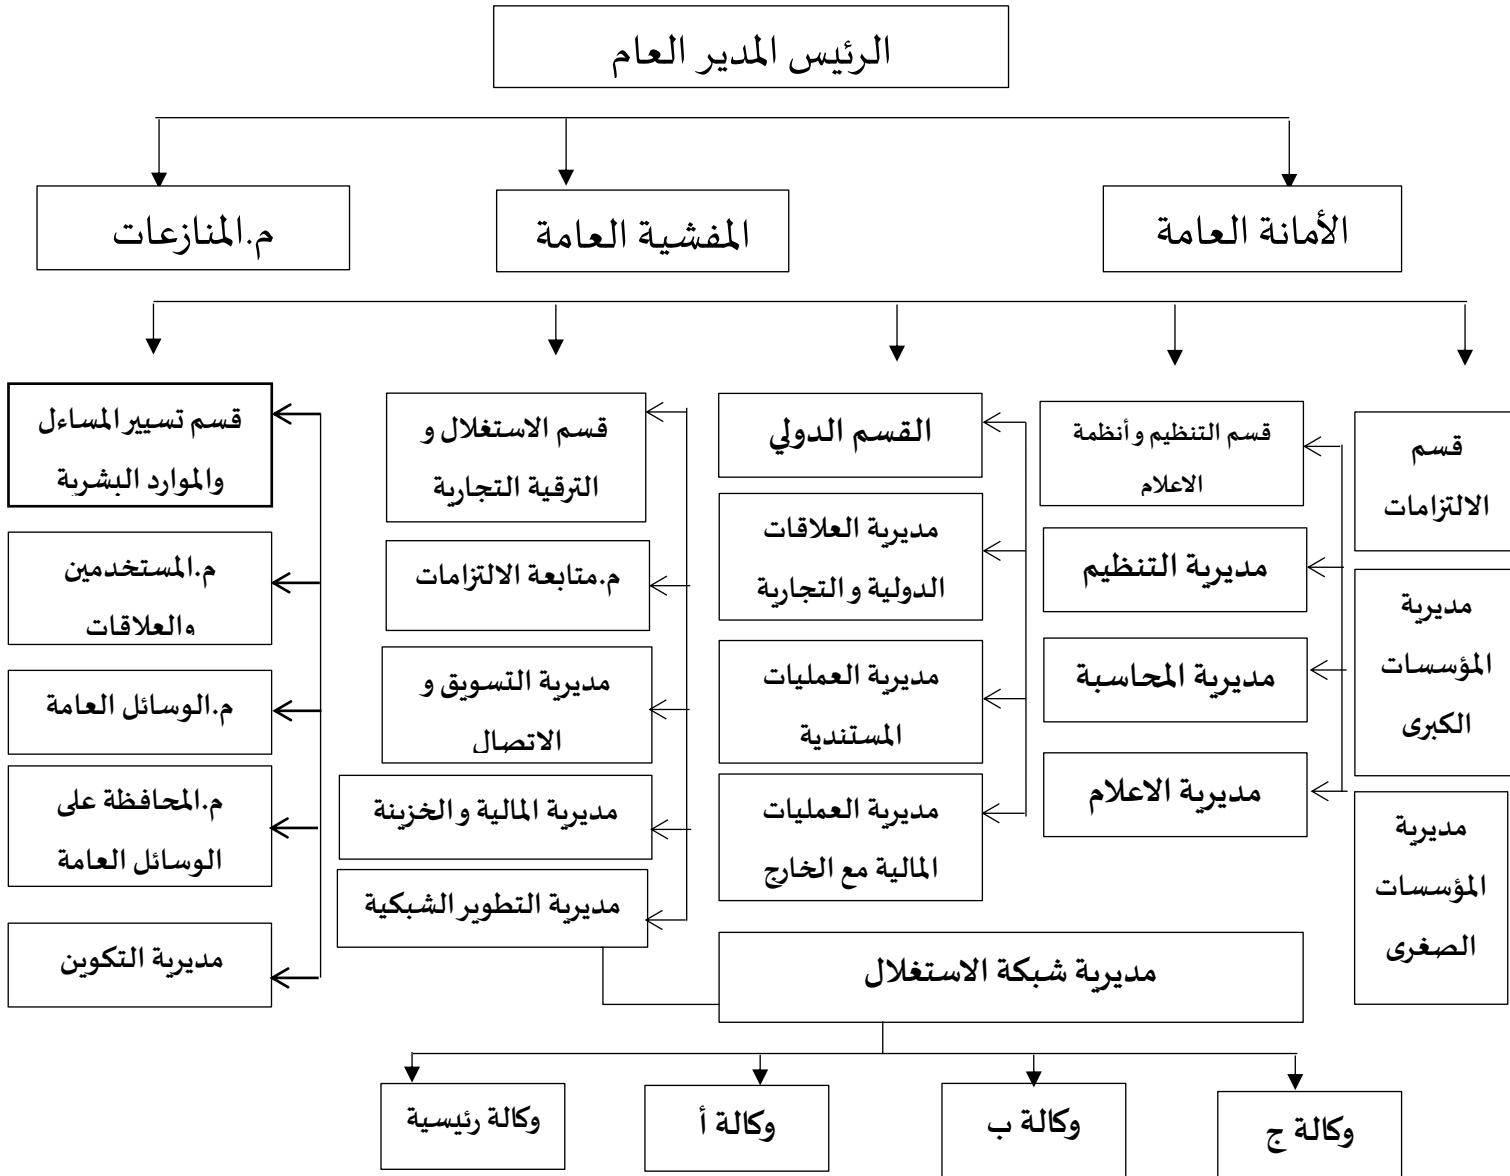 الرئيس المدير العام
الأمانة العامة
المفشية العامة
م.المنازعات
قسم
الالتزامات
مديرية
المؤسسات
الكبرى
مديرية
المؤسسات
الصغرى
قسم التنظيم و أنظمة
الاعلام
مديرية التنظيم
مديرية المحاسبة
مديرية الاعلام
القسم الدولي
مديرية العلاقات
الدولية و التجارية
مديرية العمليات
المستندية
مديرية العمليات
المالية مع الخارج
قسم الاستغلال و
الترقية التجارية
م.متابعة الالتزامات
مديرية التسويق و
الاتصال
مديرية المالية و الخزينة
مديرية التطوير الشبكية
قسم تسيير المساءل
والموارد البشرية
م.المستخدمين
والعلاقات
م.الوسائل العامة
م.المحافظة على
الوسائل العامة
مديرية التكوين
مديرية شبكة الاستغلال
وكالة ج
وكالة ب
وكالة أ
وكالة رئيسية